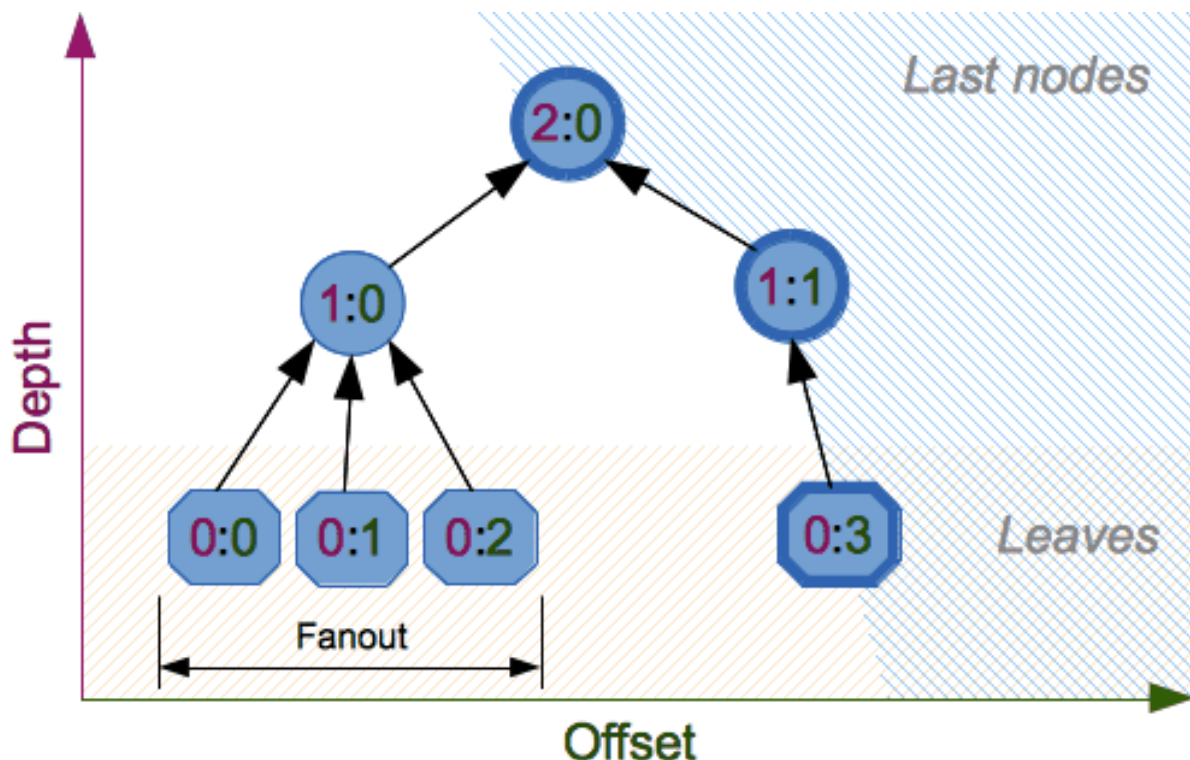 Last nodes
2:0
1:0
1:1
Depth
0:0 0:1 0:2 0:3
Leaves
Fanout
Offset